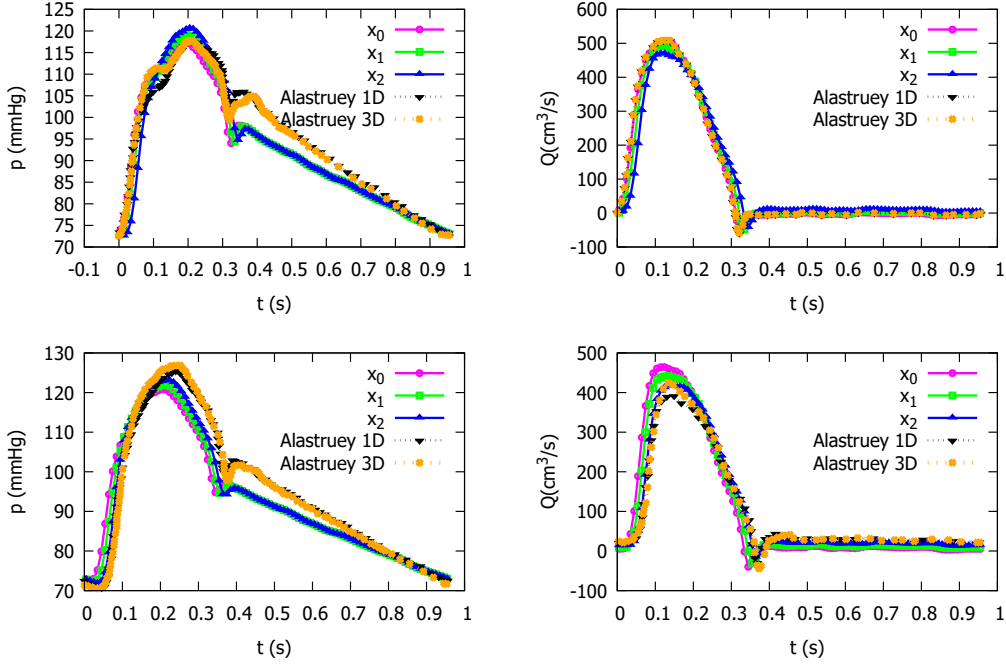 125
120
115
110
105
100
95
90
85
80
75
70
-0.1 0 0.1 0.2 0.3 0.4 0.5 0.6 0.7 0.8 0.9 1
p (mmHg)
t (s)
x0
x1
x2
Alastruey 1D
Alastruey 3D
600
500
400
300
200
100
0
-100
0 0.1 0.2 0.3 0.4 0.5 0.6 0.7 0.8 0.9 1
Q(cm³/s)
t (s)
x0
x1
x2
Alastruey 1D
Alastruey 3D
130
120
110
100
90
80
70
0 0.1 0.2 0.3 0.4 0.5 0.6 0.7 0.8 0.9 1
p (mmHg)
t (s)
x0
x1
x2
Alastruey 1D
Alastruey 3D
500
400
300
200
100
0
-100
0 0.1 0.2 0.3 0.4 0.5 0.6 0.7 0.8 0.9 1
Q(cm³/s)
t (s)
x0
x1
x2
Alastruey 1D
Alastruey 3D